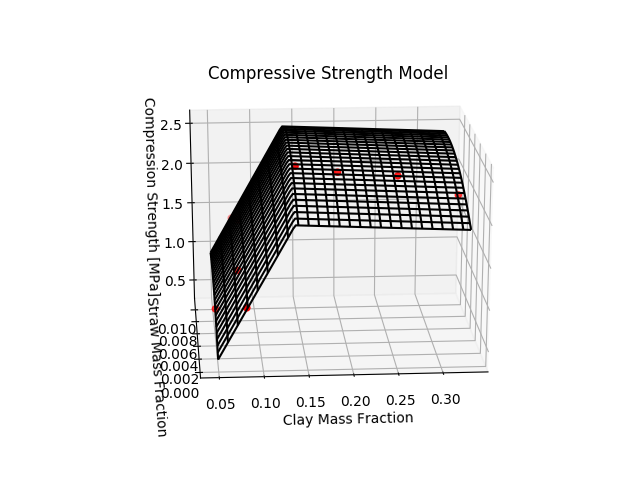 Compressive Strength Model
Compression Strength [MPa]
2.5
2.0
1.5
1.0
0.5
Straw Mass Fraction
0.010
0.008
0.006
0.004
0.002
0.000
0.05 0.10 0.15 0.20 0.25 0.30
Clay Mass Fraction